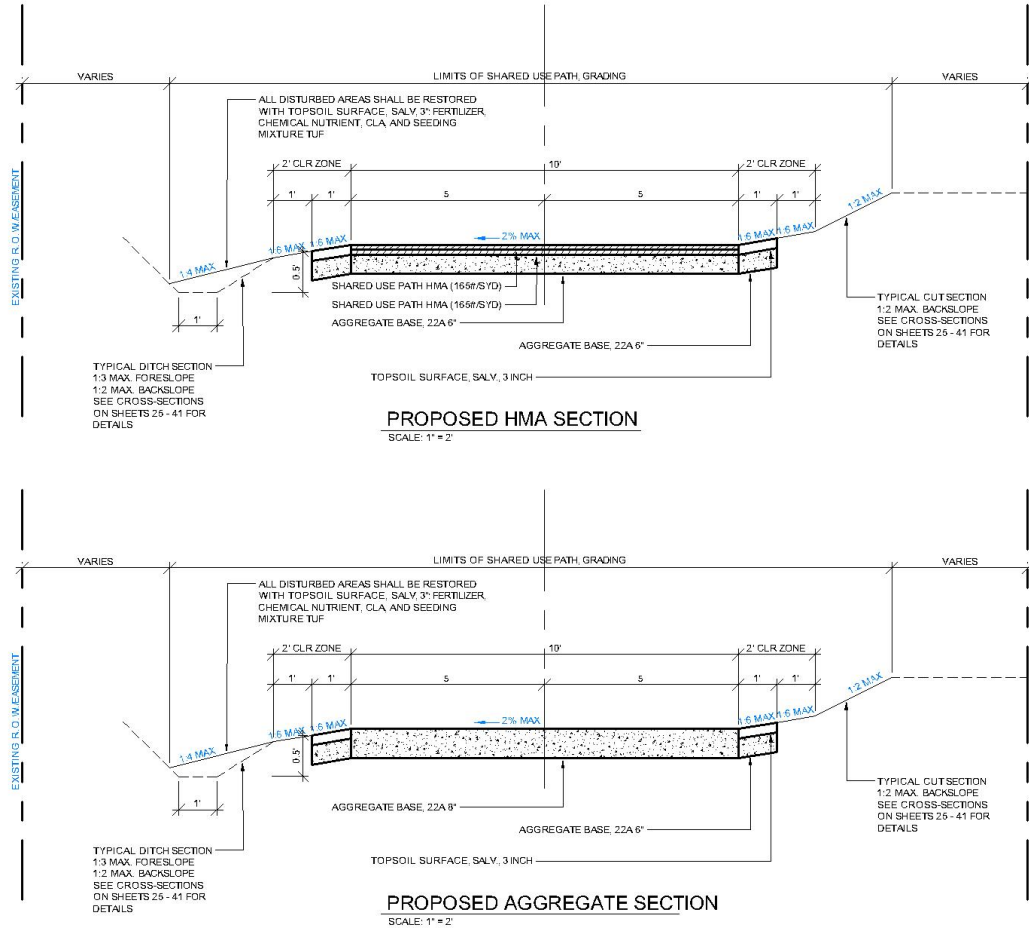 VARIES
LIMITS OF SHARED USE PATH, GRADING
VARIES
ALL DISTURBED AREAS SHALL BE RESTORED
WITH TOPSOIL SURFACE, SALV, 3"; FERTILIZER,
CHEMICAL NUTRIENT, CLA, AND SEEDING
MIXTURE TUF
2' CLR ZONE
10'
2' CLR ZONE
1'
1'
5
5
1'
1'
EXISTING R.O.W./EASEMENT
1:4 MAX
1:6 MAX
1:6 MAX
2% MAX
1:6 MAX
1:6 MAX
1:2 MAX
0.5'
1'
SHARED USE PATH HMA (165#/SYD)
SHARED USE PATH HMA (165#/SYD)
AGGREGATE BASE, 22A 6"
AGGREGATE BASE, 22A 6"
TOPSOIL SURFACE, SALV., 3 INCH
TYPICAL DITCH SECTION
1:3 MAX. FORESLOPE
1:2 MAX. BACKSLOPE
SEE CROSS-SECTIONS
ON SHEETS 25 - 41 FOR
DETAILS
TYPICAL CUT SECTION
1:2 MAX. BACKSLOPE
SEE CROSS-SECTIONS
ON SHEETS 25 - 41 FOR
DETAILS
PROPOSED HMA SECTION
SCALE: 1" = 2'
VARIES
LIMITS OF SHARED USE PATH, GRADING
VARIES
ALL DISTURBED AREAS SHALL BE RESTORED
WITH TOPSOIL SURFACE, SALV, 3"; FERTILIZER,
CHEMICAL NUTRIENT, CLA, AND SEEDING
MIXTURE TUF
2' CLR ZONE
10'
2' CLR ZONE
1'
1'
5
5
1'
1'
EXISTING R.O.W./EASEMENT
1:4 MAX
1:6 MAX
1:6 MAX
2% MAX
1:6 MAX
1:6 MAX
1:2 MAX
0.5'
1'
AGGREGATE BASE, 22A 8"
AGGREGATE BASE, 22A 6"
TOPSOIL SURFACE, SALV., 3 INCH
TYPICAL DITCH SECTION
1:3 MAX. FORESLOPE
1:2 MAX. BACKSLOPE
SEE CROSS-SECTIONS
ON SHEETS 25 - 41 FOR
DETAILS
TYPICAL CUT SECTION
1:2 MAX. BACKSLOPE
SEE CROSS-SECTIONS
ON SHEETS 25 - 41 FOR
DETAILS
PROPOSED AGGREGATE SECTION
SCALE: 1" = 2'